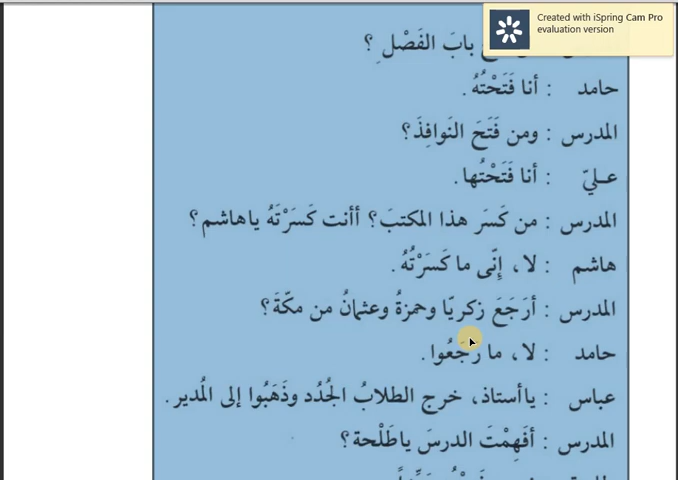 Created with iSpring Cam Pro
evaluation version
بابَ الفَصْلِ ؟
حامد : أنا فَتَحْتُهُ .
المدرس : ومن فَتَحَ النَوافِذَ؟
عـليّ : أنا فَتَحْتُها .
المدرس : من كَسَر هذا المكتبَ؟ أأنت كَسَرْتَهُ ياهاشم؟
هاشم : لا، إِنّى ما كَسَرْتُهُ .
المدرس : أرَجَعَ زكريّا وحمزةُ وعثمانُ من مكّةَ؟
حامد : لا، ما رَجَعُوا .
عباس : ياأستاذ، خرج الطلابُ الجُدُد وذَهَبُوا إلى المُدير .
المدرس : أفَهِمْتَ الدرسَ ياطَلْحة؟